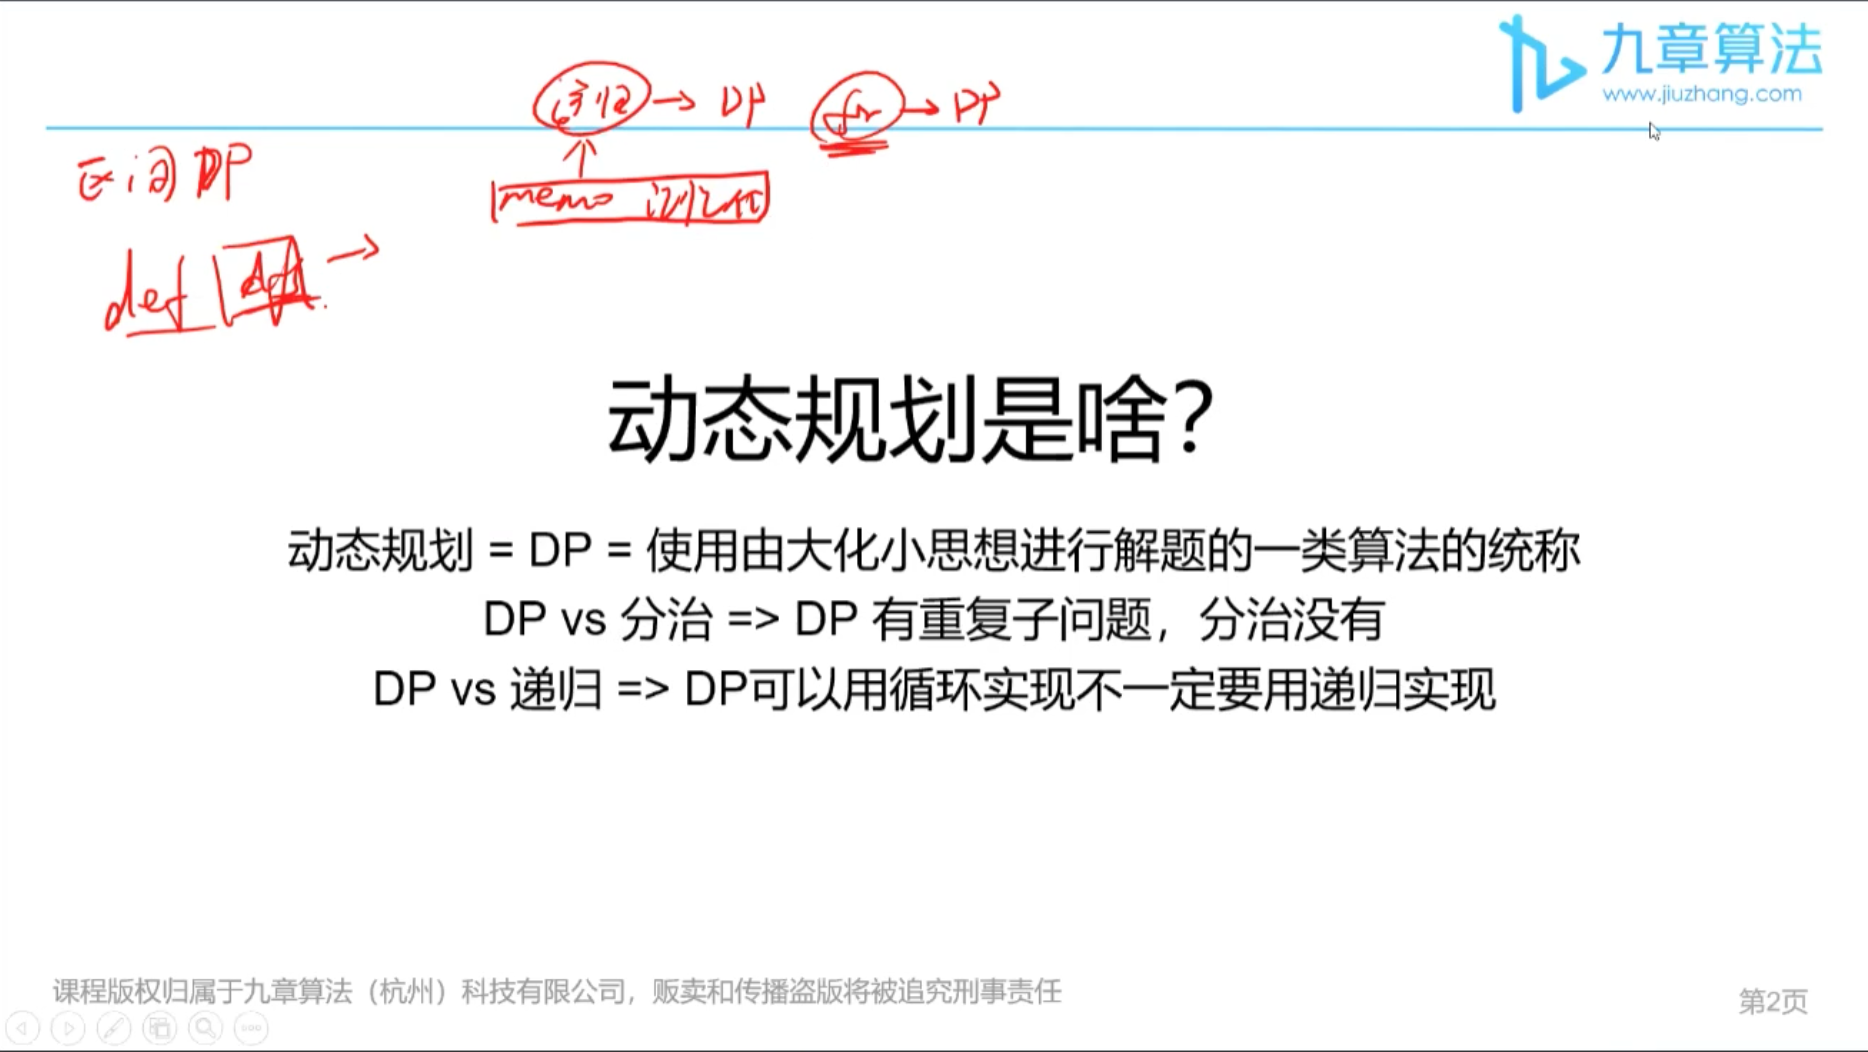 九章算法
www.jiuzhang.com
递归 → DP for → DP
区间DP
memo 记忆化
def dfs →
动态规划是啥？
动态规划 = DP = 使用由大化小思想进行解题的一类算法的统称
DP vs 分治 => DP 有重复子问题，分治没有
DP vs 递归 => DP可以用循环实现不一定要用递归实现
课程版权归属于九章算法（杭州）科技有限公司，贩卖和传播盗版将被追究刑事责任
第2页